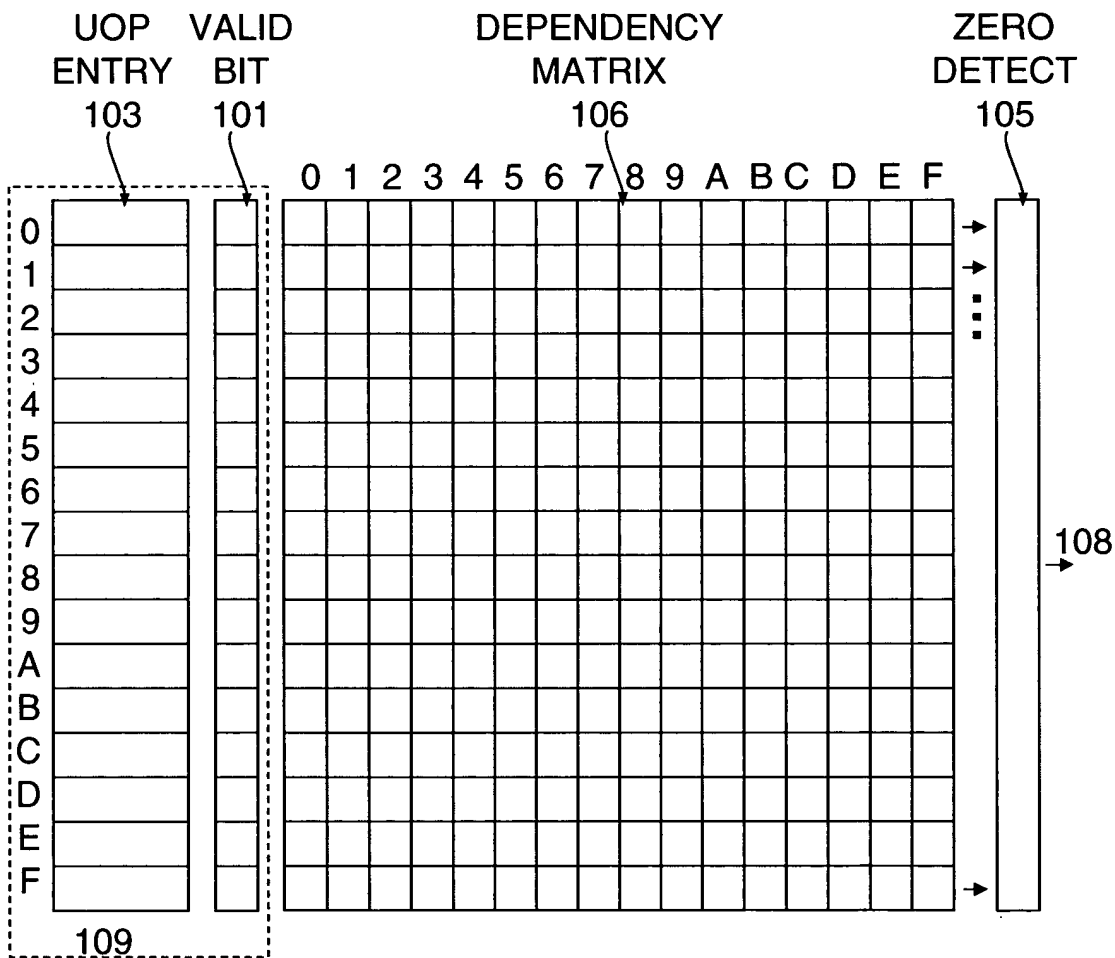 UOP ENTRY 103
VALID BIT 101
DEPENDENCY MATRIX 106
ZERO DETECT 105
0 1 2 3 4 5 6 7 8 9 A B C D E F
0
1
2
3
4
5
6
7
8
9
A
B
C
D
E
F
108
109